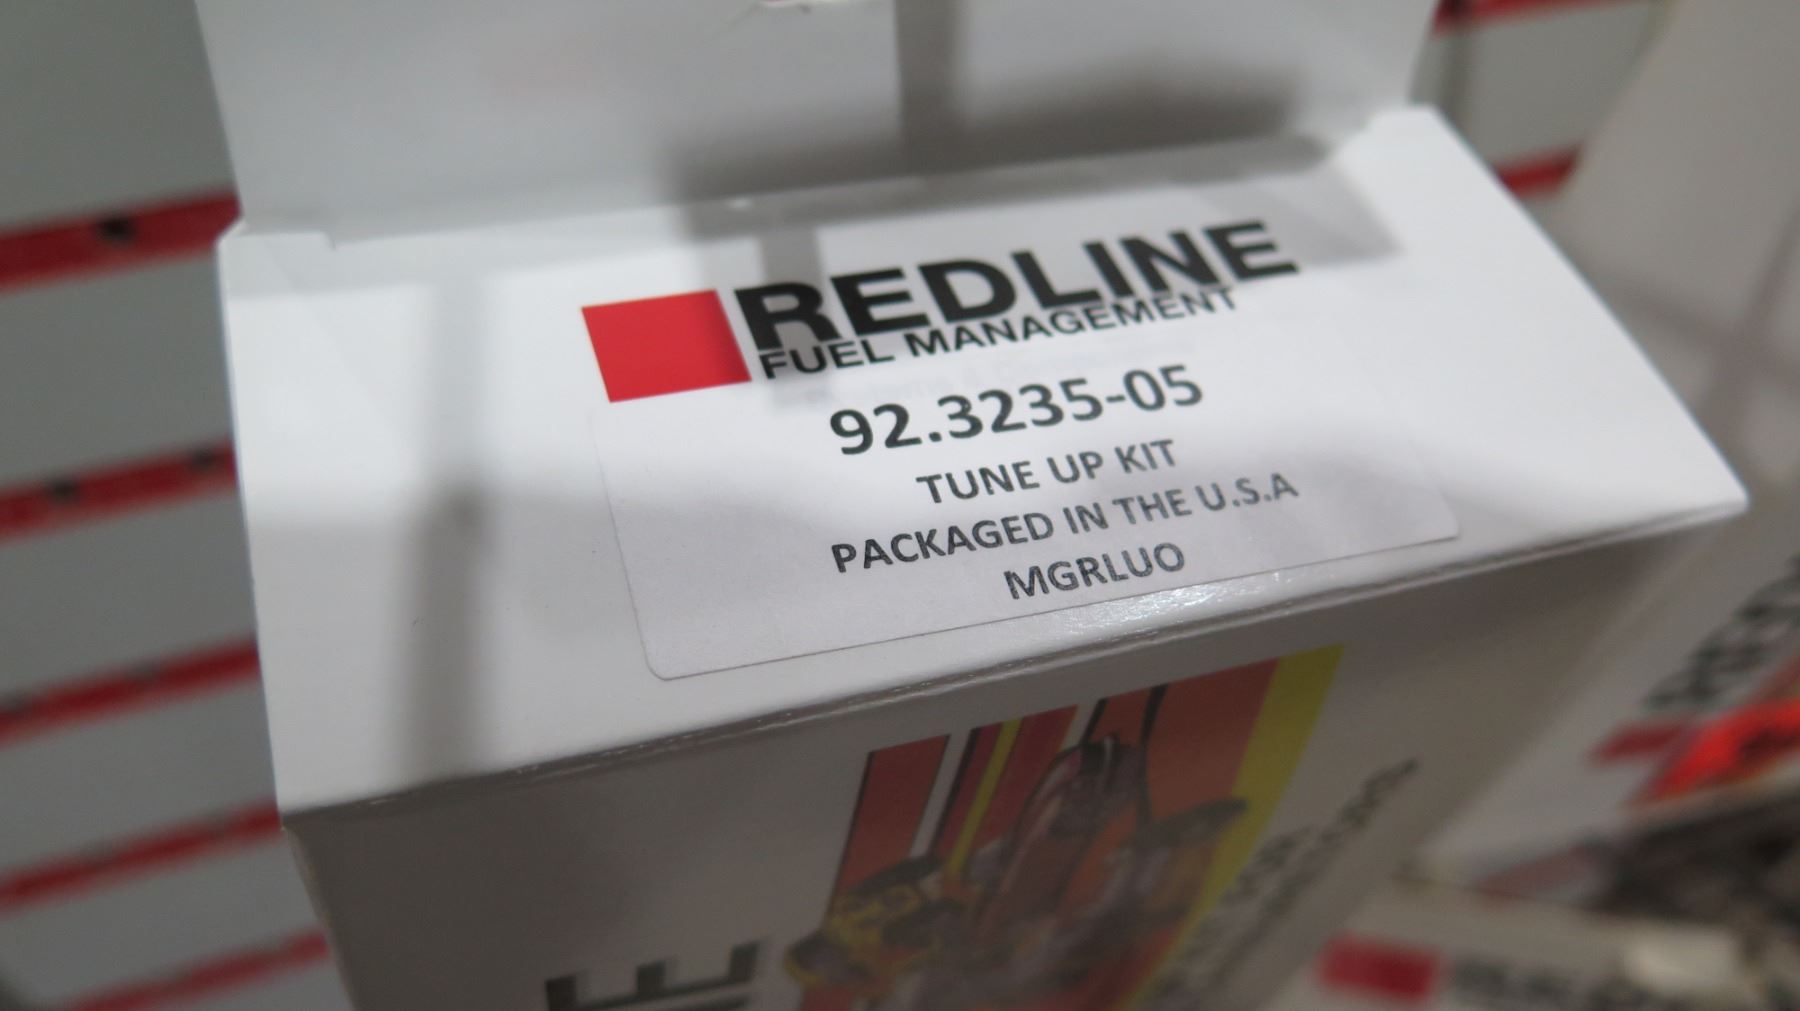 REDLINE
FUEL MANAGEMENT
92.3235-05
TUNE UP KIT
PACKAGED IN THE U.S.A
MGRLUO